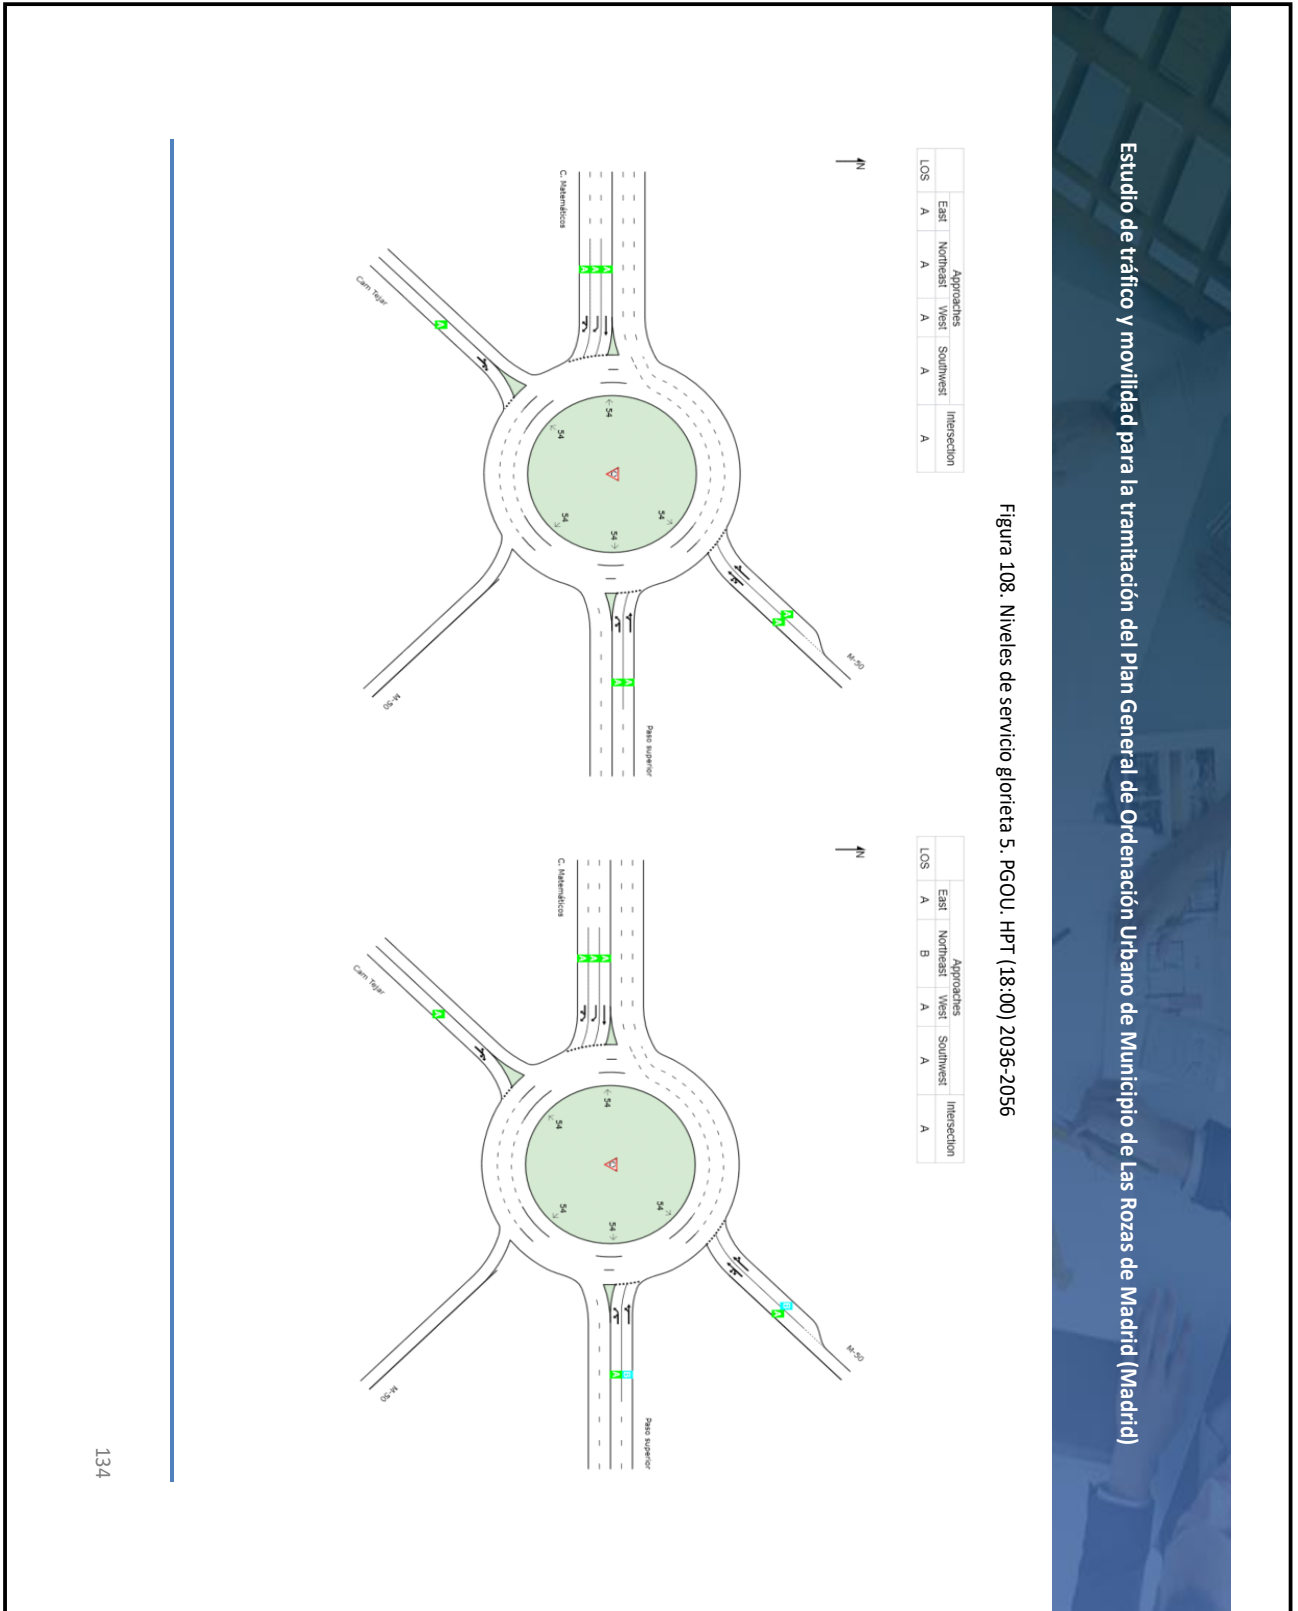 Estudio de tráfico y movilidad para la tramitación del Plan General de Ordenación Urbano de Municipio de Las Rozas de Madrid (Madrid)
Figura 108. Niveles de servicio glorieta 5. PGOU. HPT (18:00) 2036-2056
Approaches Intersection
East Northeast West Southwest
LOS A A A A A
N
M-50
Paso superior
C. Matemáticos
Cam Tejar
M-50
54
54
54
54
54
A
A
A
A
A
A
A
A
Approaches Intersection
East Northeast West Southwest
LOS A B A A A
N
M-50
Paso superior
C. Matemáticos
Cam Tejar
M-50
54
54
54
54
54
B
A
B
A
A
A
A
A
134